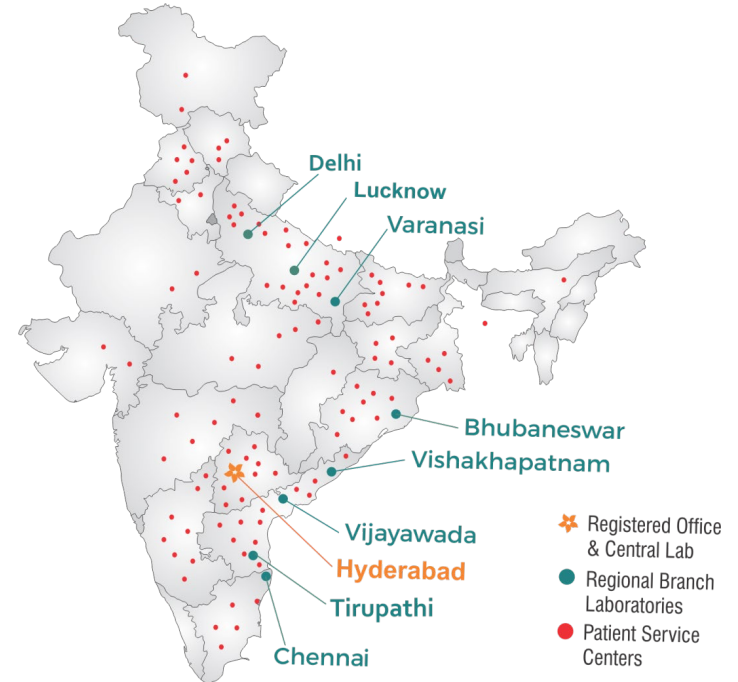 Delhi
Lucknow
Varanasi
Bhubaneswar
Vishakhapatnam
Vijayawada
Hyderabad
Tirupathi
Chennai
Registered Office
& Central Lab
Regional Branch
Laboratories
Patient Service
Centers